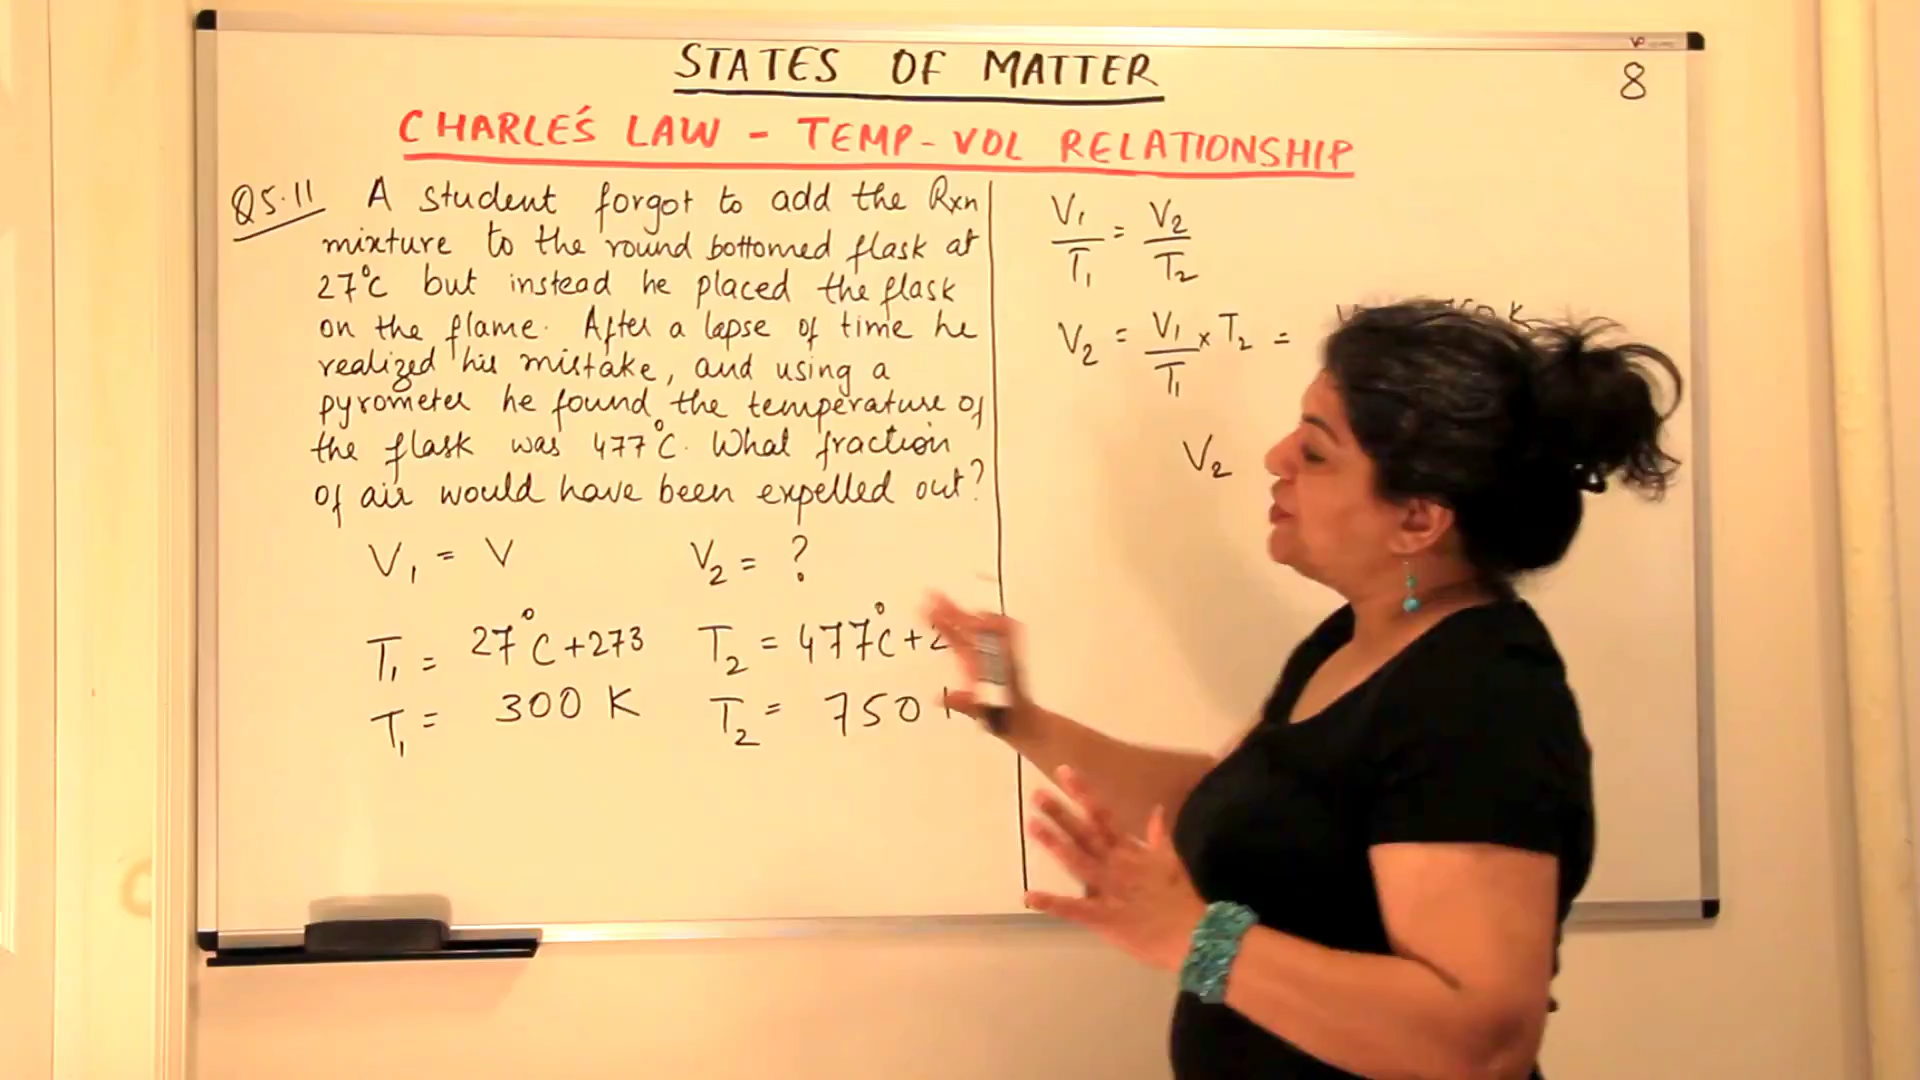 STATES OF MATTER
8
CHARLE'S LAW - TEMP-VOL RELATIONSHIP
Q5.11 A student forgot to add the Rxn
mixture to the round bottomed flask at
27°C but instead he placed the flask
on the flame. After a lapse of time he
realized his mistake, and using a
pyrometer he found the temperature of
the flask was 477°C. What fraction
of air would have been expelled out?
V1 = V V2 = ?
T1 = 27°C+273 T2 = 477°C+2
T1 = 300 K T2 = 750 K
V1/T1 = V2/T2
V2 = V1/T1 x T2 =
V2